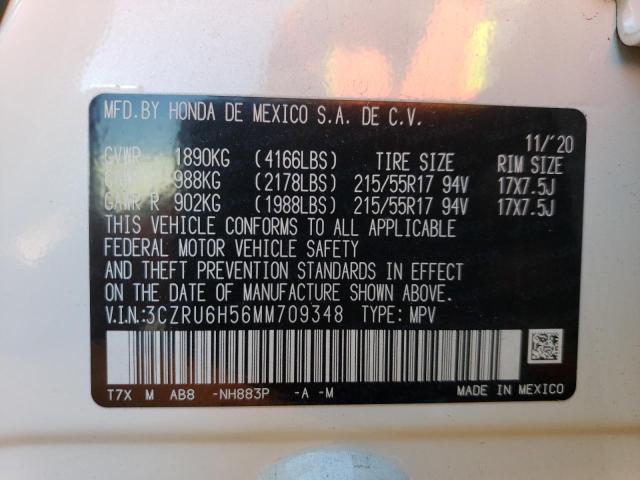 MFD. BY HONDA DE MEXICO S.A. DE C.V.
11/'20
GVWR 1890KG (4166LBS) TIRE SIZE RIM SIZE
988KG (2178LBS) 215/55R17 94V 17X7.5J
GAWR R 902KG (1988LBS) 215/55R17 94V 17X7.5J
THIS VEHICLE CONFORMS TO ALL APPLICABLE
FEDERAL MOTOR VEHICLE SAFETY
AND THEFT PREVENTION STANDARDS IN EFFECT
ON THE DATE OF MANUFACTURE SHOWN ABOVE.
V.I.N.:3CZRU6H56MM709348 TYPE: MPV
T7X M AB8 -NH883P -A -M
MADE IN MEXICO